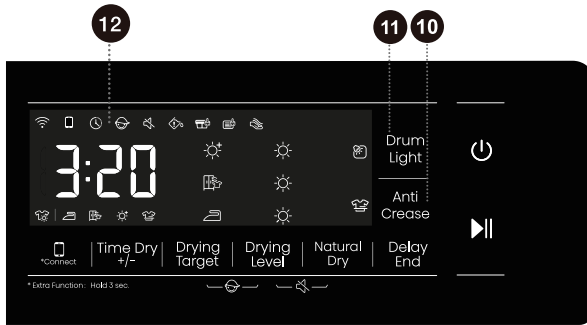 12
11
10
Drum
Light
3:20
Anti
Crease
*Connect
Time Dry
+/-
Drying
Target
Drying
Level
Natural
Dry
Delay
End
* Extra Function: Hold 3 sec.